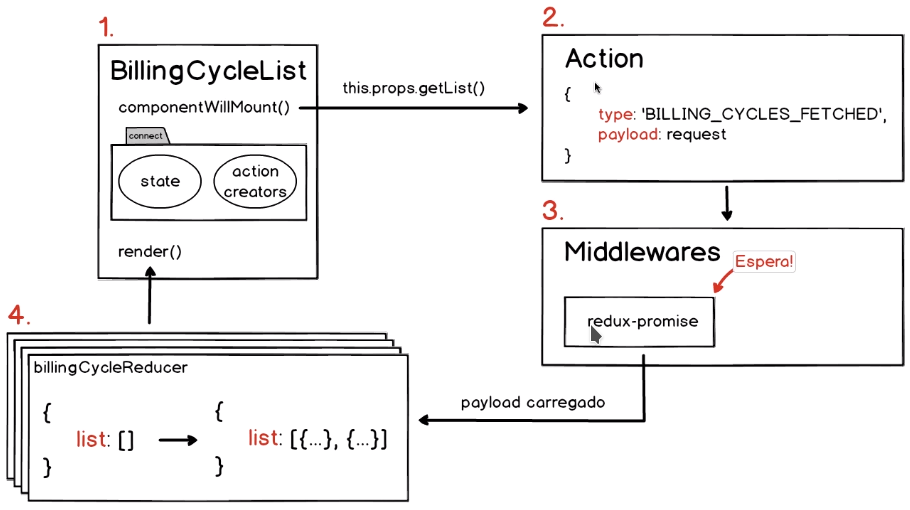 1.
BillingCycleList
componentWillMount()
connect
state
action
creators
render()
this.props.getList()
2.
Action
{
type: 'BILLING_CYCLES_FETCHED',
payload: request
}
3.
Middlewares
Espera!
redux-promise
payload carregado
4.
billingCycleReducer
{
list: []
}
{
list: [{...}, {...}]
}